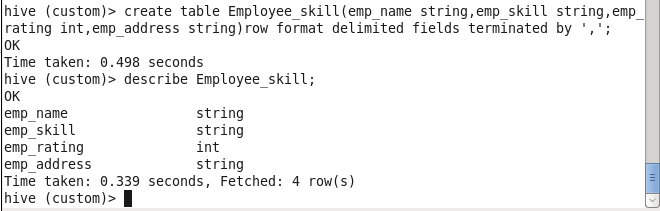 hive (custom)> create table Employee_skill(emp_name string,emp_skill string,emp_
rating int,emp_address string)row format delimited fields terminated by ',';
OK
Time taken: 0.498 seconds
hive (custom)> describe Employee_skill;
OK
emp_name                string
emp_skill               string
emp_rating              int
emp_address             string
Time taken: 0.339 seconds, Fetched: 4 row(s)
hive (custom)>